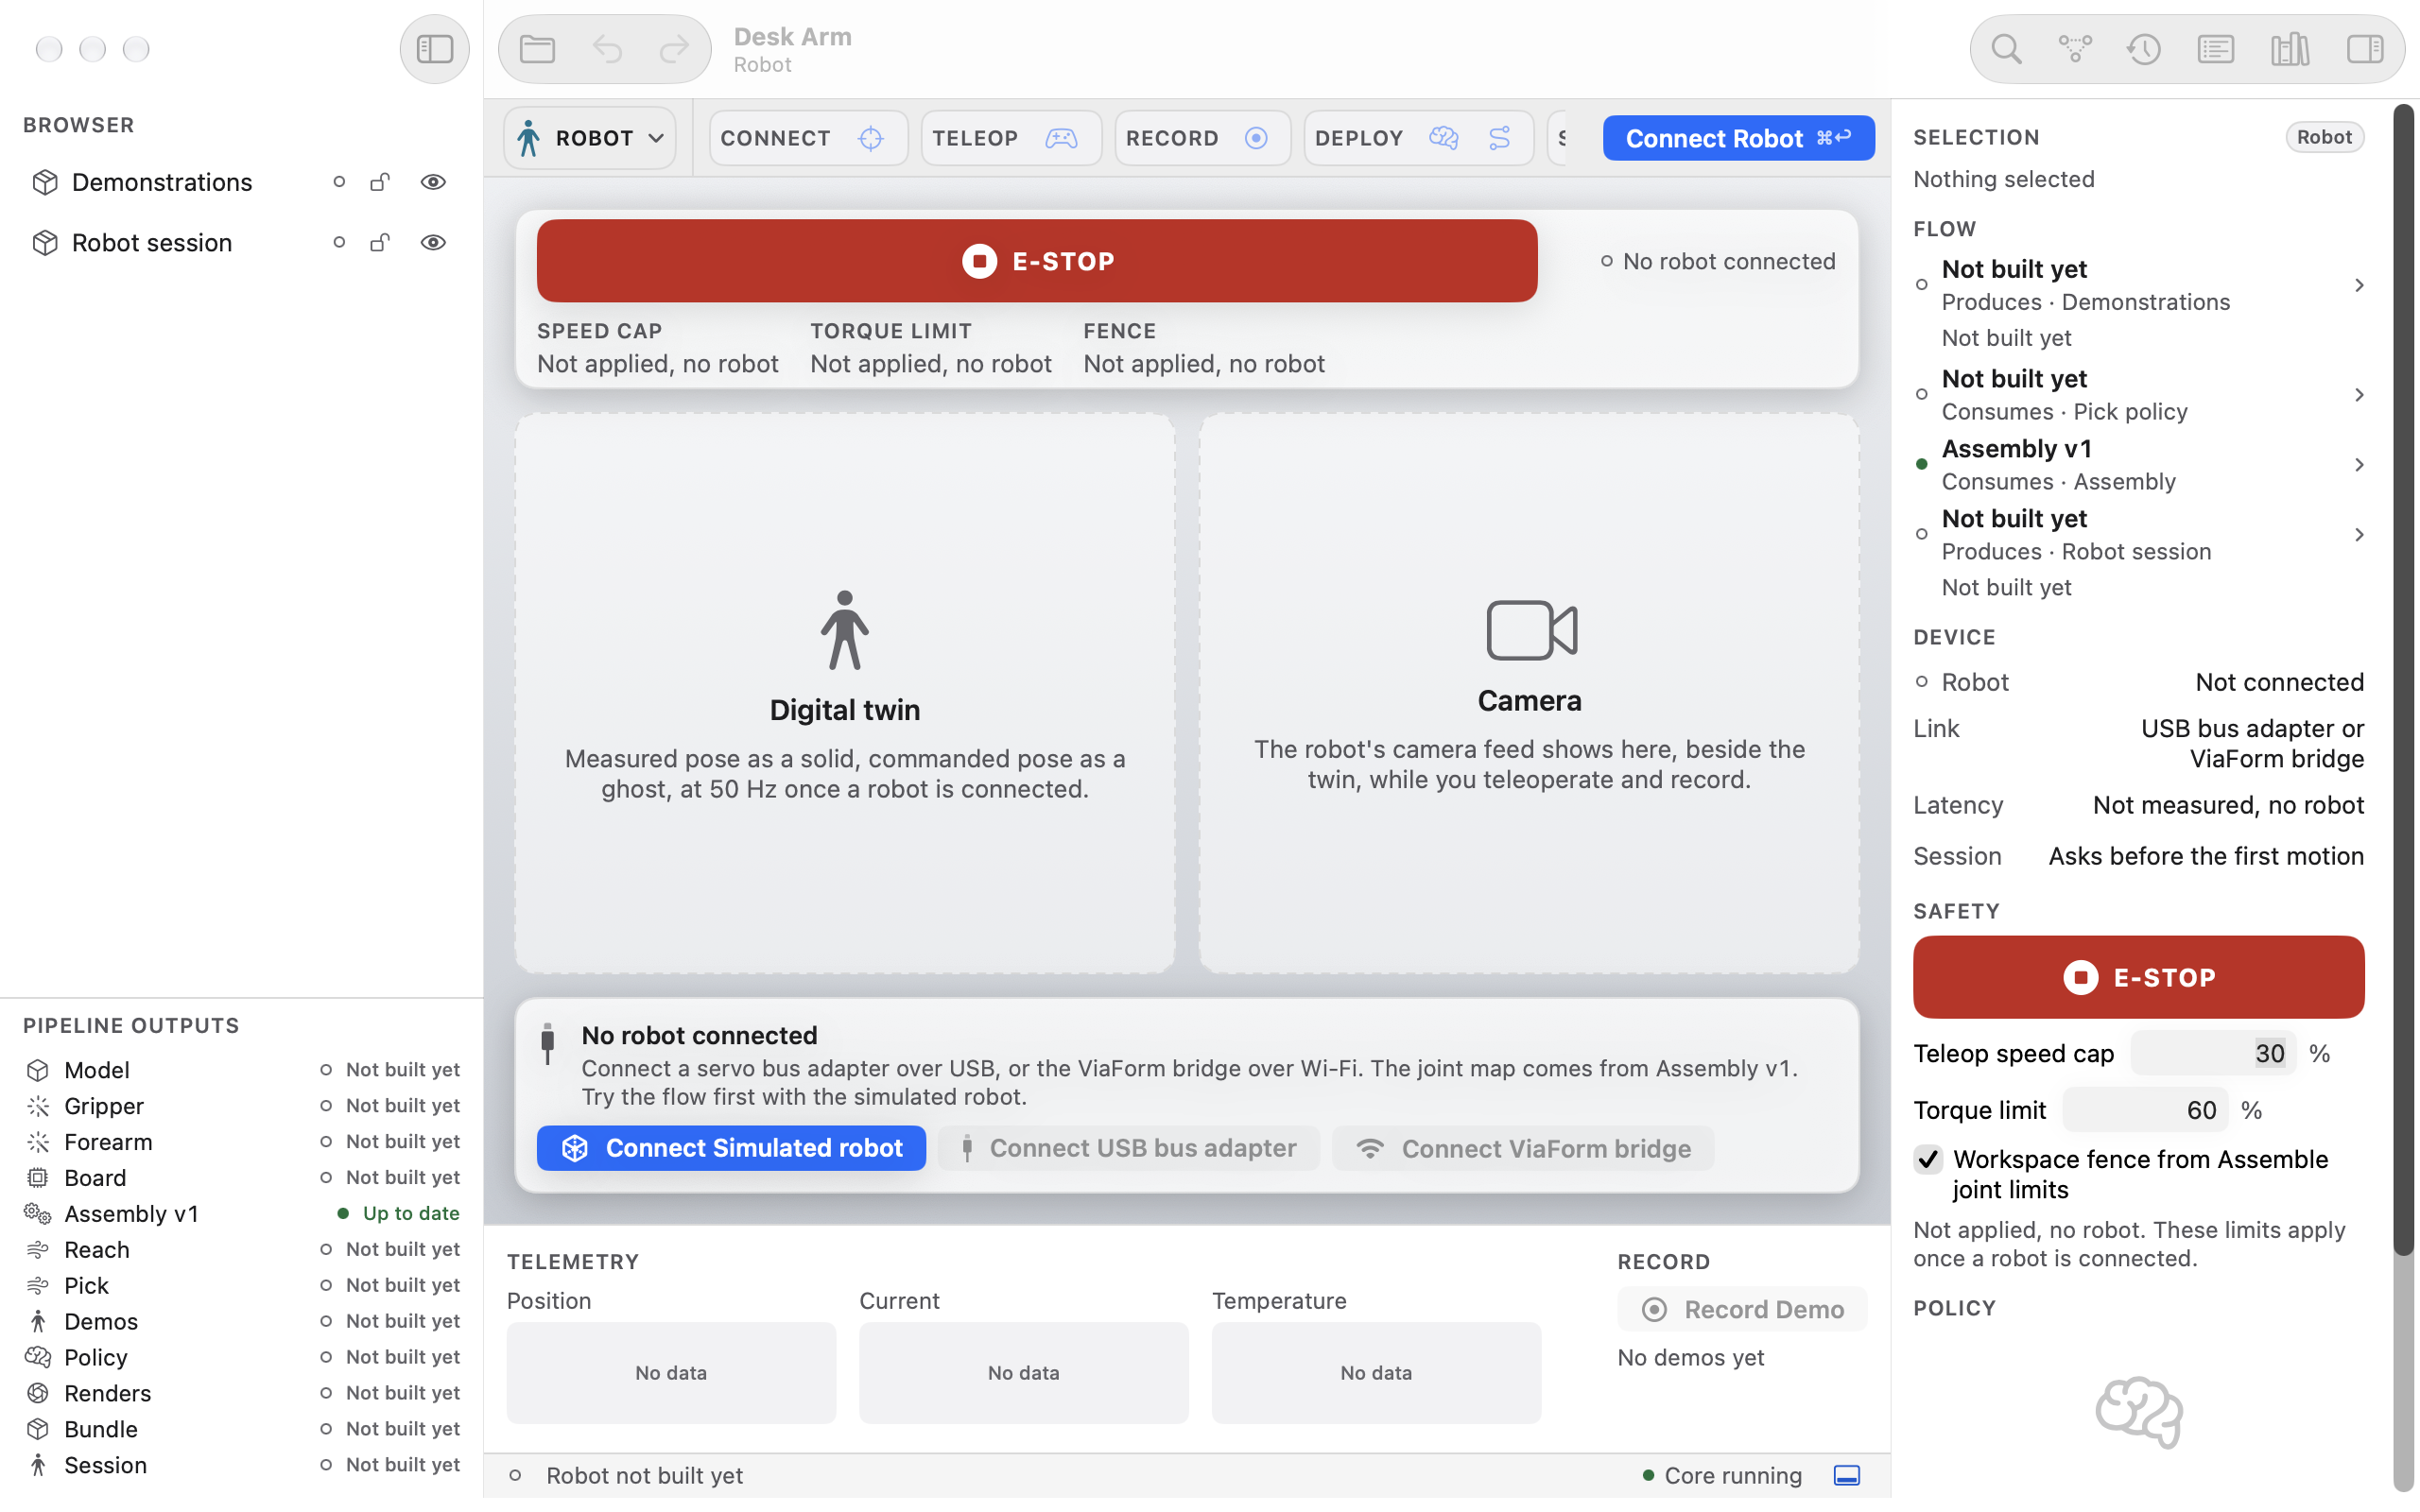 Desk Arm
Robot
BROWSER
Demonstrations
Robot session
PIPELINE OUTPUTS
Model Not built yet
Gripper Not built yet
Forearm Not built yet
Board Not built yet
Assembly v1 Up to date
Reach Not built yet
Pick Not built yet
Demos Not built yet
Policy Not built yet
Renders Not built yet
Bundle Not built yet
Session Not built yet
ROBOT CONNECT TELEOP RECORD DEPLOY Connect Robot ⌘↩
E-STOP
No robot connected
SPEED CAP TORQUE LIMIT FENCE
Not applied, no robot Not applied, no robot Not applied, no robot
Digital twin
Measured pose as a solid, commanded pose as a
ghost, at 50 Hz once a robot is connected.
Camera
The robot's camera feed shows here, beside the
twin, while you teleoperate and record.
No robot connected
Connect a servo bus adapter over USB, or the ViaForm bridge over Wi-Fi. The joint map comes from Assembly v1.
Try the flow first with the simulated robot.
Connect Simulated robot Connect USB bus adapter Connect ViaForm bridge
TELEMETRY
Position Current Temperature
No data No data No data
RECORD
Record Demo
No demos yet
Robot not built yet
Core running
SELECTION Robot
Nothing selected
FLOW
Not built yet
Produces · Demonstrations
Not built yet
Not built yet
Consumes · Pick policy
Assembly v1
Consumes · Assembly
Not built yet
Produces · Robot session
Not built yet
DEVICE
Robot Not connected
Link USB bus adapter or
ViaForm bridge
Latency Not measured, no robot
Session Asks before the first motion
SAFETY
E-STOP
Teleop speed cap 30 %
Torque limit 60 %
Workspace fence from Assemble
joint limits
Not applied, no robot. These limits apply
once a robot is connected.
POLICY